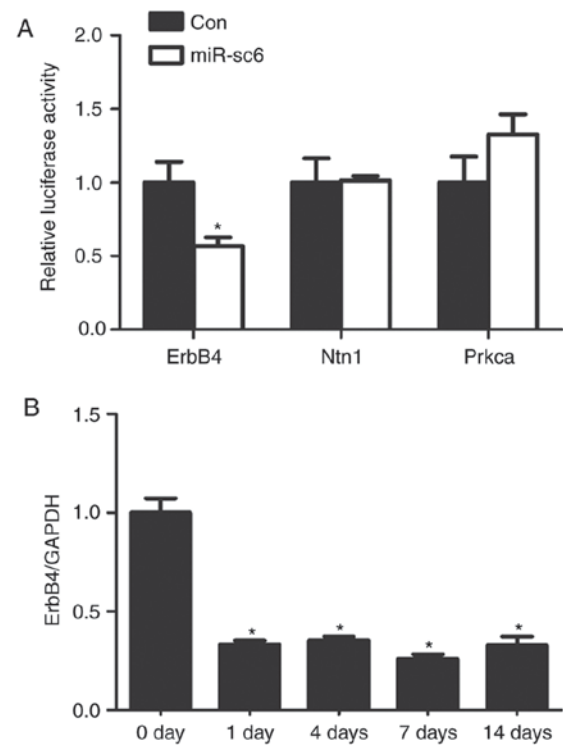 A
Con
miR-sc6
Relative luciferase activity
2.0
1.5
1.0
0.5
0.0
*
ErbB4 Ntn1 Prkca
B
ErbB4/GAPDH
1.5
1.0
0.5
0.0
* * * *
0 day 1 day 4 days 7 days 14 days